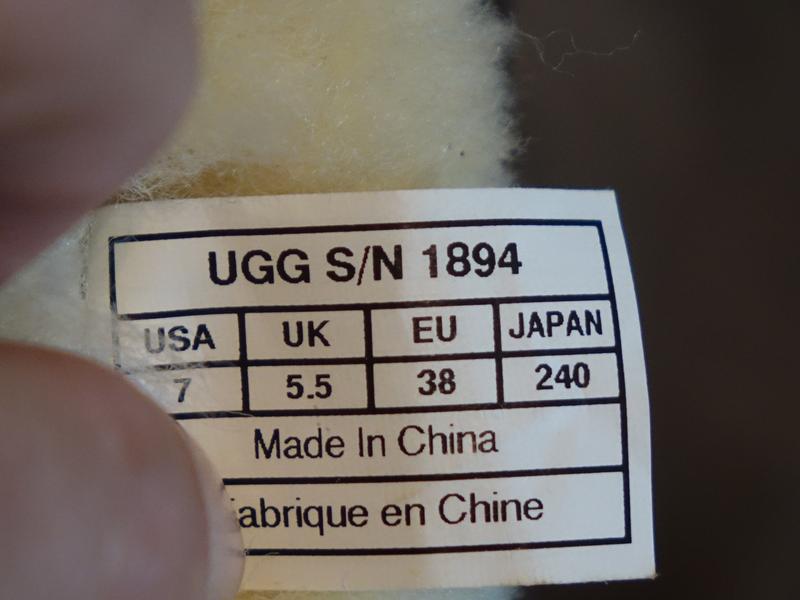 UGG S/N 1894
USA UK EU JAPAN
7 5.5 38 240
Made In China
abrique en Chine